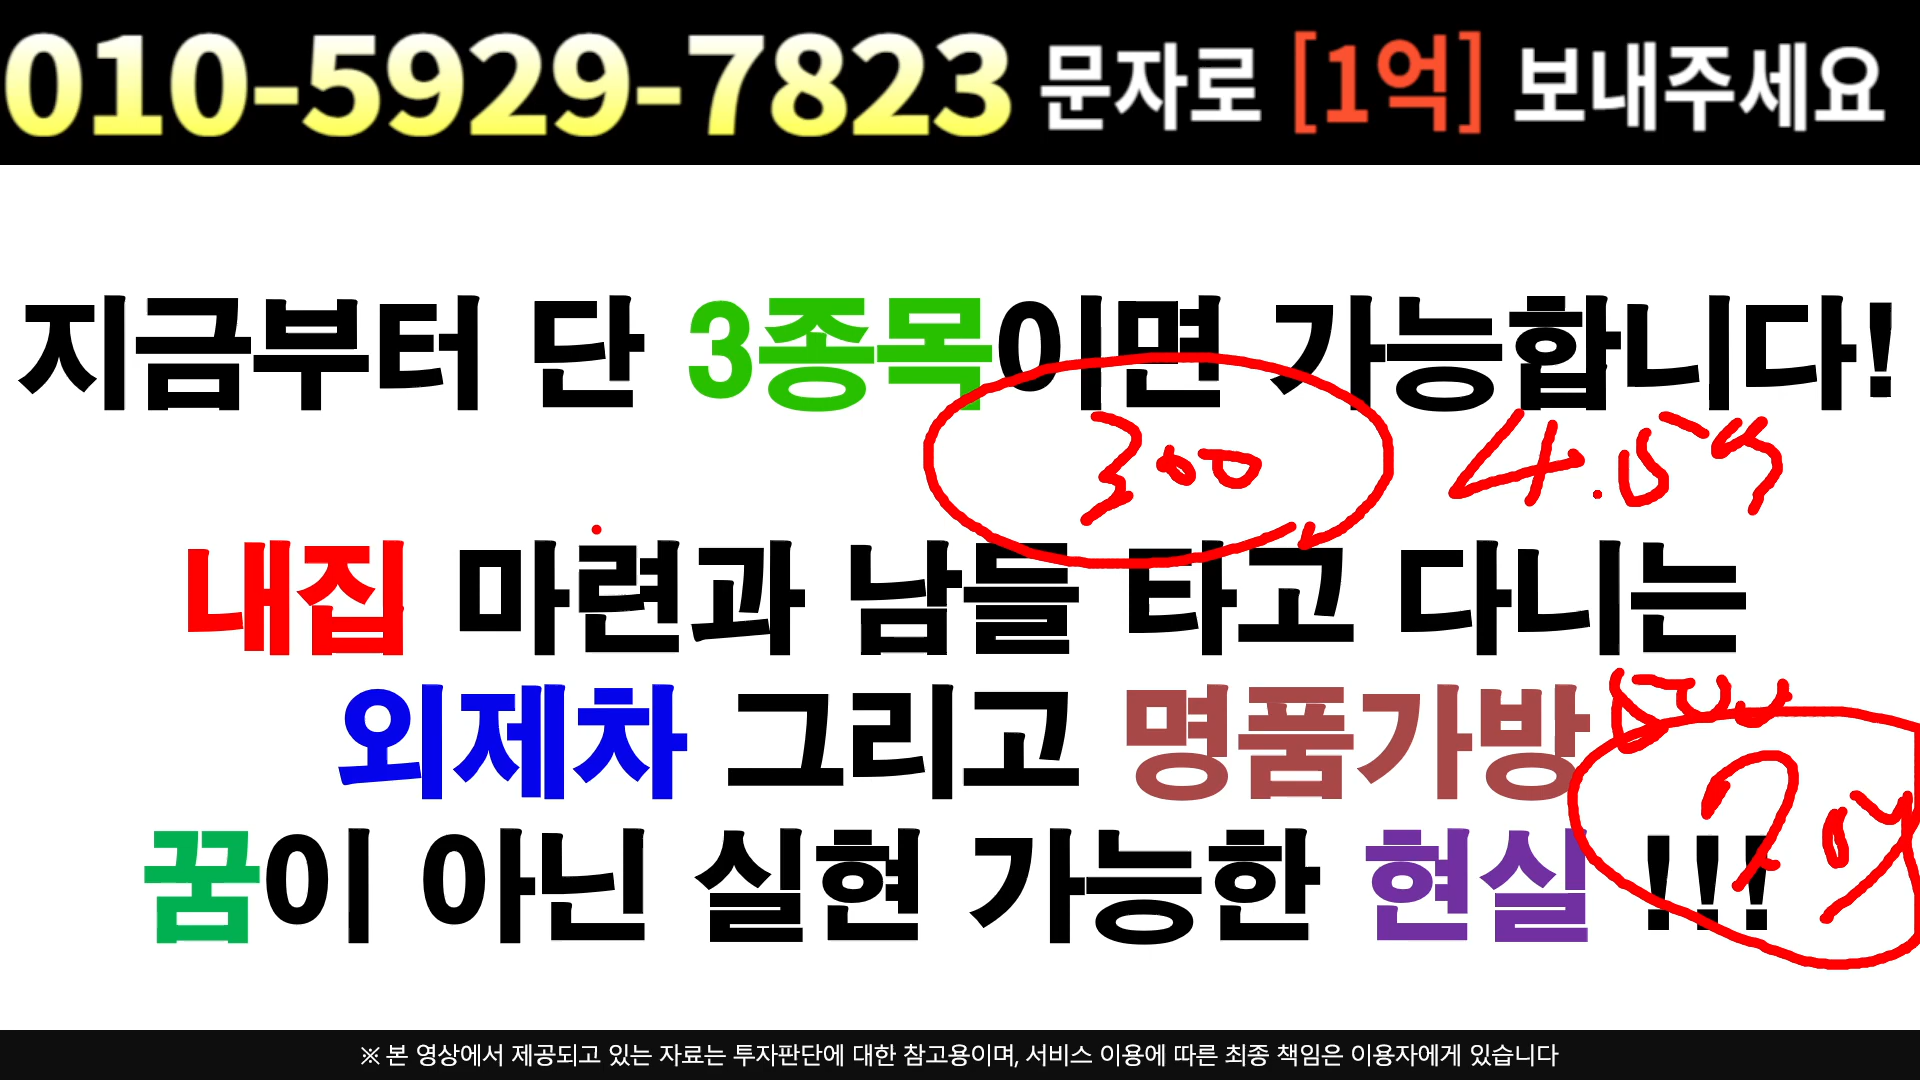 010-5929-7823 문자로 [1억] 보내주세요
지금부터 단 3종목이면 가능합니다!
300
4.5억
내집 마련과 남들 타고 다니는
500
외제차 그리고 명품가방
꿈이 아닌 실현 가능한 현실 !!!
※ 본 영상에서 제공되고 있는 자료는 투자판단에 대한 참고용이며, 서비스 이용에 따른 최종 책임은 이용자에게 있습니다